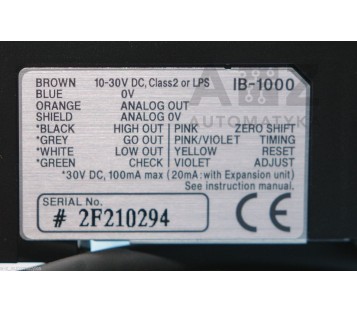 BROWN 10-30V DC, Class2 or LPS IB-1000
BLUE 0V
ORANGE ANALOG OUT
SHIELD ANALOG 0V
*BLACK HIGH OUT PINK ZERO SHIFT
*GREY GO OUT PINK/VIOLET TIMING
*WHITE LOW OUT YELLOW RESET
*GREEN CHECK VIOLET ADJUST
*30V DC, 100mA max (20mA: with Expansion unit)
See instruction manual.
SERIAL No.
# 2F210294
CE
AUTOMATYK